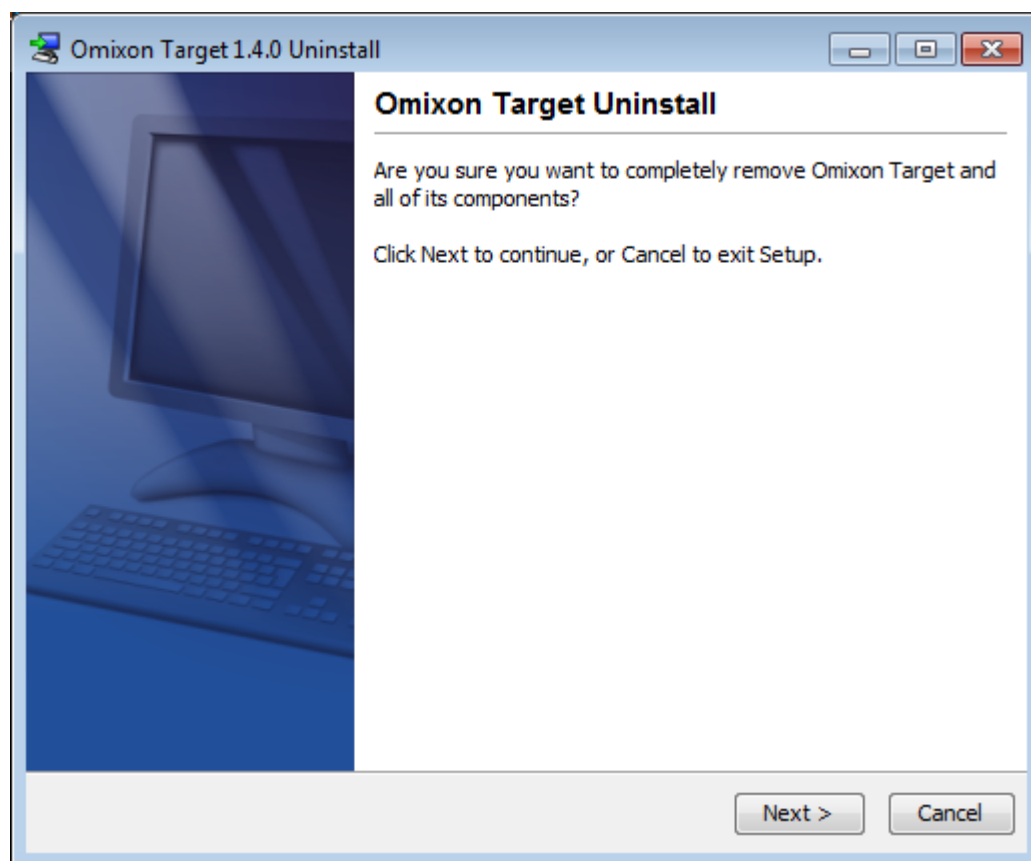 Omixon Target 1.4.0 Uninstall
Omixon Target Uninstall
Are you sure you want to completely remove Omixon Target and
all of its components?
Click Next to continue, or Cancel to exit Setup.
Next >
Cancel